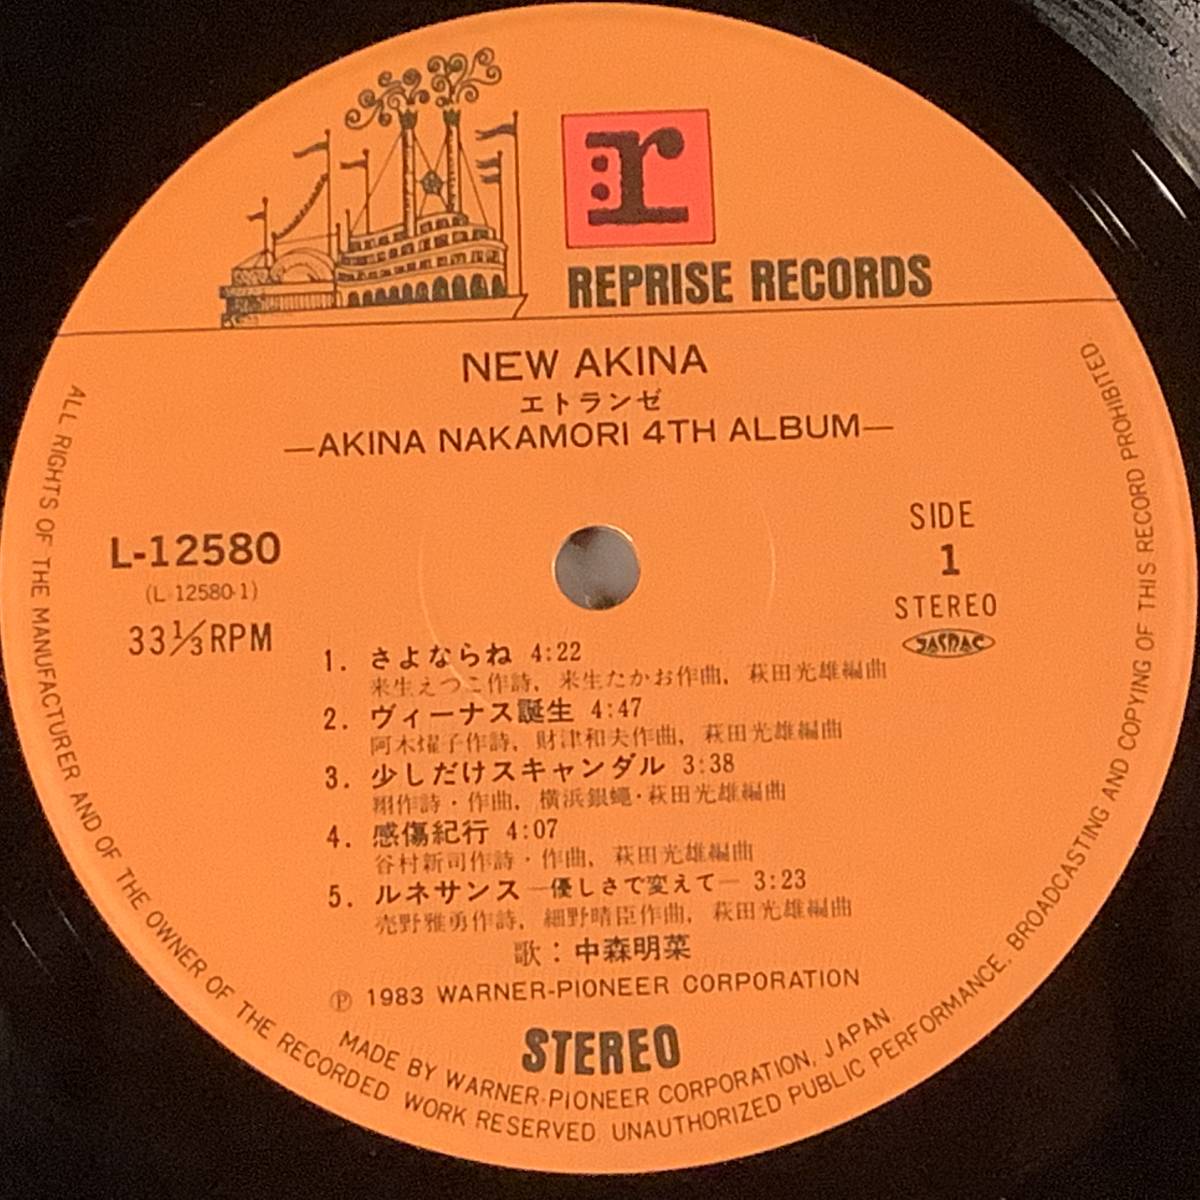 r
REPRISE RECORDS
NEW AKINA
エトランゼ
—AKINA NAKAMORI 4TH ALBUM—
L-12580
(L-12580-1)
33⅓RPM
SIDE
1
STEREO
JASRAC
1. さよならね 4:22
来生えつこ作詩, 来生たかお作曲, 萩田光雄編曲
2. ヴィーナス誕生 4:47
阿木燿子作詩, 財津和夫作曲, 萩田光雄編曲
3. 少しだけスキャンダル 3:38
翔作詩・作曲, 横浜銀蝿・萩田光雄編曲
4. 感傷紀行 4:07
谷村新司作詩・作曲, 萩田光雄編曲
5. ルネサンス —優しさで変えて— 3:23
売野雅勇作詩, 細野晴臣作曲, 萩田光雄編曲
歌：中森明菜
Ⓟ 1983 WARNER-PIONEER CORPORATION
STEREO
MADE BY WARNER-PIONEER CORPORATION, JAPAN
ALL RIGHTS OF THE MANUFACTURER AND OF THE OWNER OF THE RECORDED WORK RESERVED. UNAUTHORIZED PUBLIC PERFORMANCE, BROADCASTING AND COPYING OF THIS RECORD PROHIBITED.